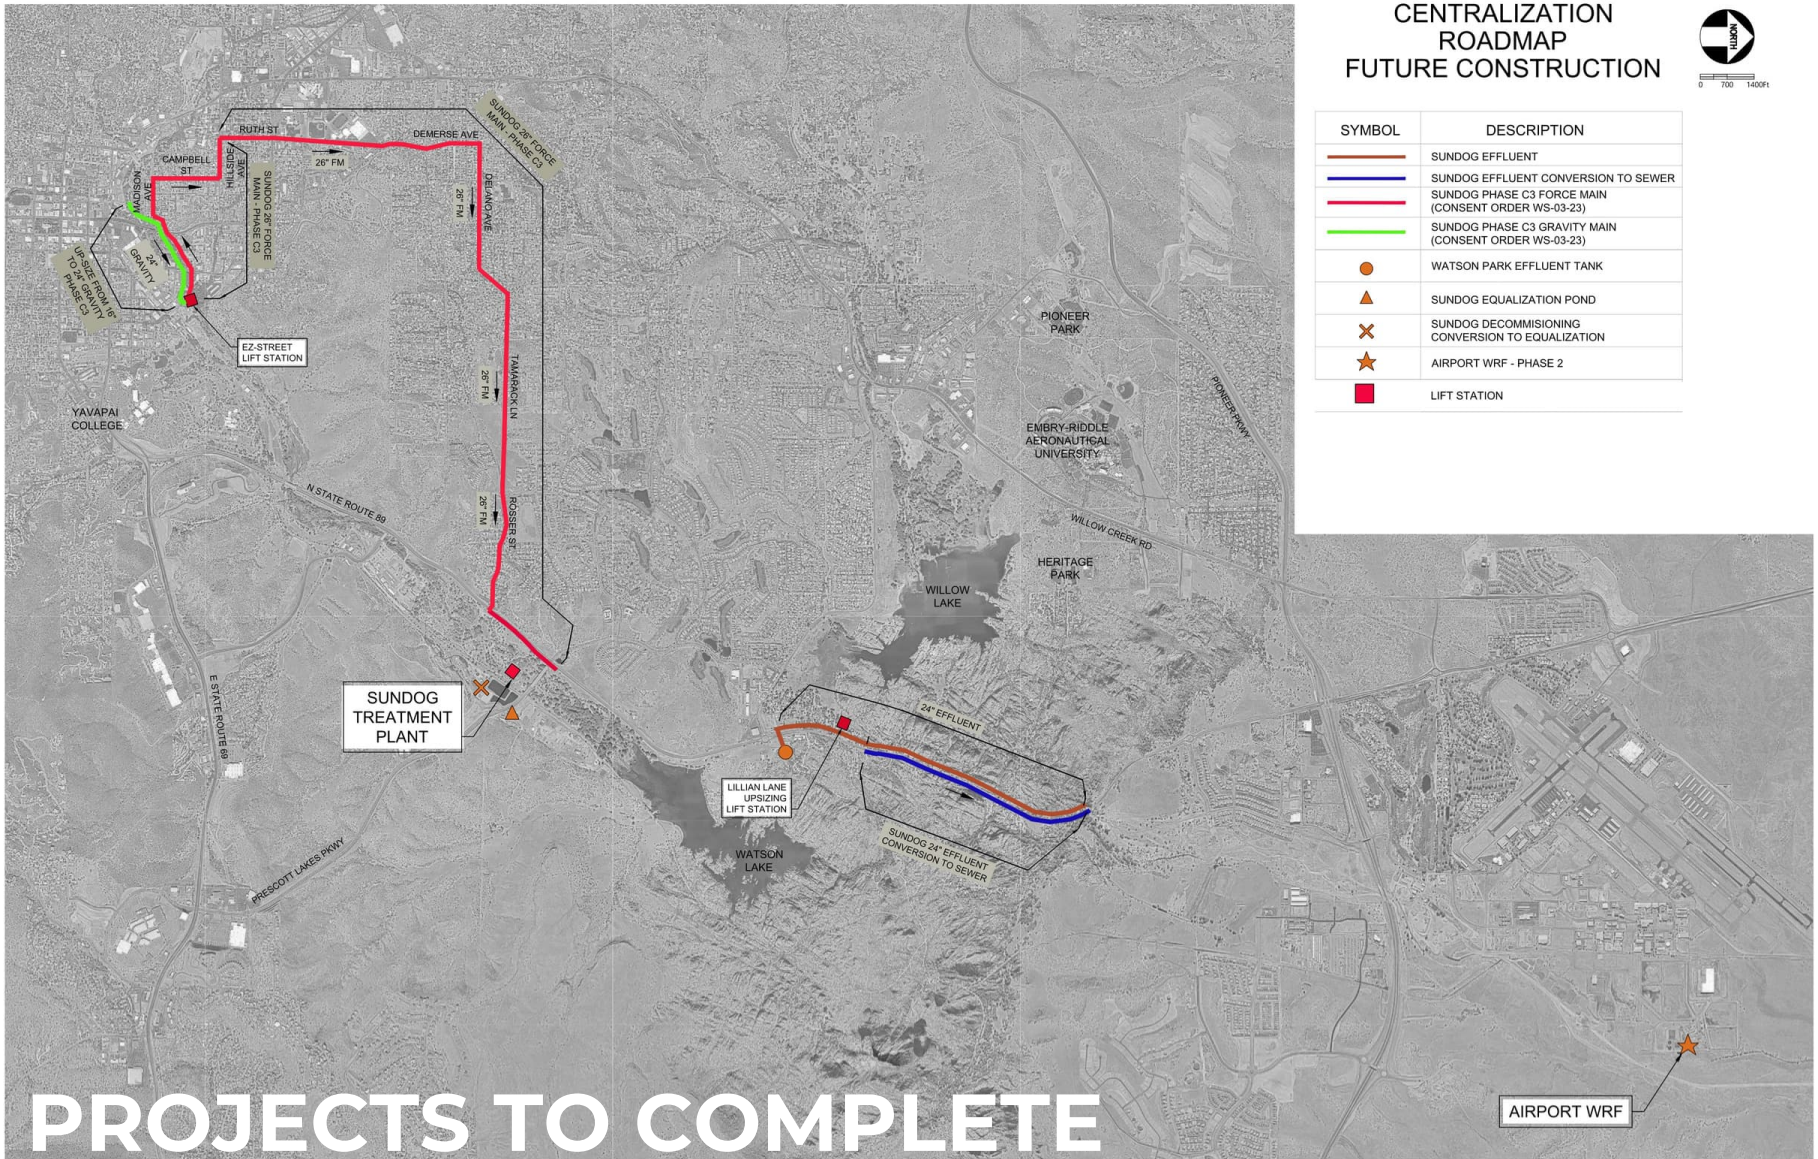 CENTRALIZATION
ROADMAP
FUTURE CONSTRUCTION
NORTH
0 700 1400Ft
SYMBOL DESCRIPTION
SUNDOG EFFLUENT
SUNDOG EFFLUENT CONVERSION TO SEWER
SUNDOG PHASE C3 FORCE MAIN
(CONSENT ORDER WS-03-23)
SUNDOG PHASE C3 GRAVITY MAIN
(CONSENT ORDER WS-03-23)
WATSON PARK EFFLUENT TANK
SUNDOG EQUALIZATION POND
SUNDOG DECOMMISIONING
CONVERSION TO EQUALIZATION
AIRPORT WRF - PHASE 2
LIFT STATION
RUTH ST
DEMERSE AVE
SUNDOG 26" FORCE
MAIN - PHASE C3
26" FM
CAMPBELL
ST
HILLSIDE
AVE
MADISON
AVE
SUNDOG 26" FORCE
MAIN - PHASE C3
DELANO AVE
26" FM
24"
GRAVITY
UP-SIZE FROM 16"
TO 24" GRAVITY
PHASE C3
EZ-STREET
LIFT STATION
YAVAPAI
COLLEGE
TAMARACK LN
26" FM
ROSSER ST
26" FM
N STATE ROUTE 89
PIONEER
PARK
PIONEER PKWY
EMBRY-RIDDLE
AERONAUTICAL
UNIVERSITY
WILLOW CREEK RD
HERITAGE
PARK
WILLOW
LAKE
E STATE ROUTE 69
SUNDOG
TREATMENT
PLANT
24" EFFLUENT
LILLIAN LANE
UPSIZING
LIFT STATION
SUNDOG 24" EFFLUENT
CONVERSION TO SEWER
WATSON
LAKE
PRESCOTT LAKES PKWY
AIRPORT WRF
PROJECTS TO COMPLETE